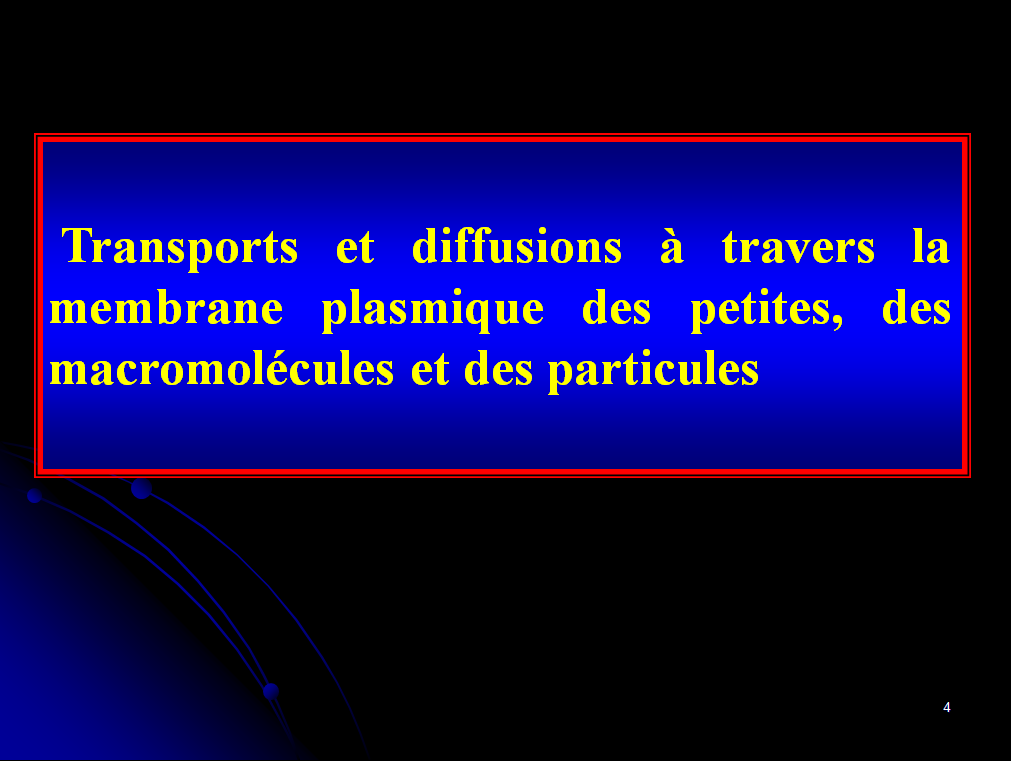 Transports et diffusions à travers la
membrane plasmique des petites, des
macromolécules et des particules
4